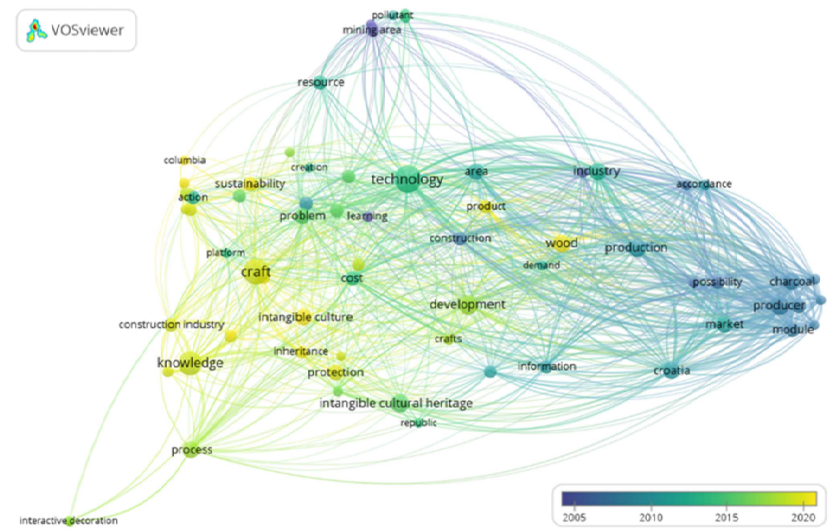 VOSviewer
pollutant
mining area
resource
columbia
creation
technology
area
industry
accordance
sustainability
action
product
problem
learning
construction
wood
production
platform
demand
craft
cost
possibility
charcoal
development
producer
construction industry
intangible culture
market
module
crafts
inheritance
knowledge
protection
information
croatia
intangible cultural heritage
republic
process
interactive decoration
2005 2010 2015 2020